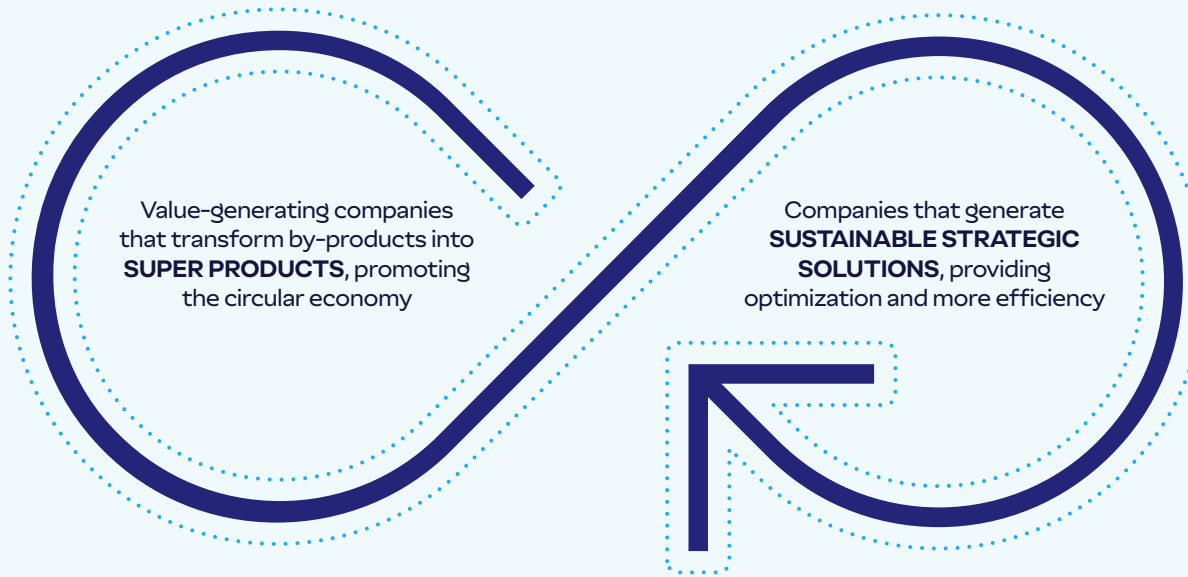 Value-generating companies
that transform by-products into
SUPER PRODUCTS, promoting
the circular economy
Companies that generate
SUSTAINABLE STRATEGIC
SOLUTIONS, providing
optimization and more efficiency